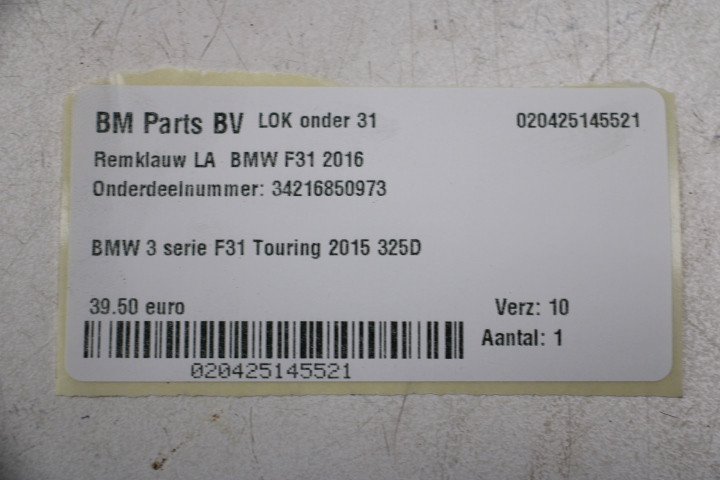 BM Parts BV LOK onder 31 020425145521
Remklauw LA BMW F31 2016
Onderdeelnummer: 34216850973
BMW 3 serie F31 Touring 2015 325D
39.50 euro Verz: 10
Aantal: 1
020425145521